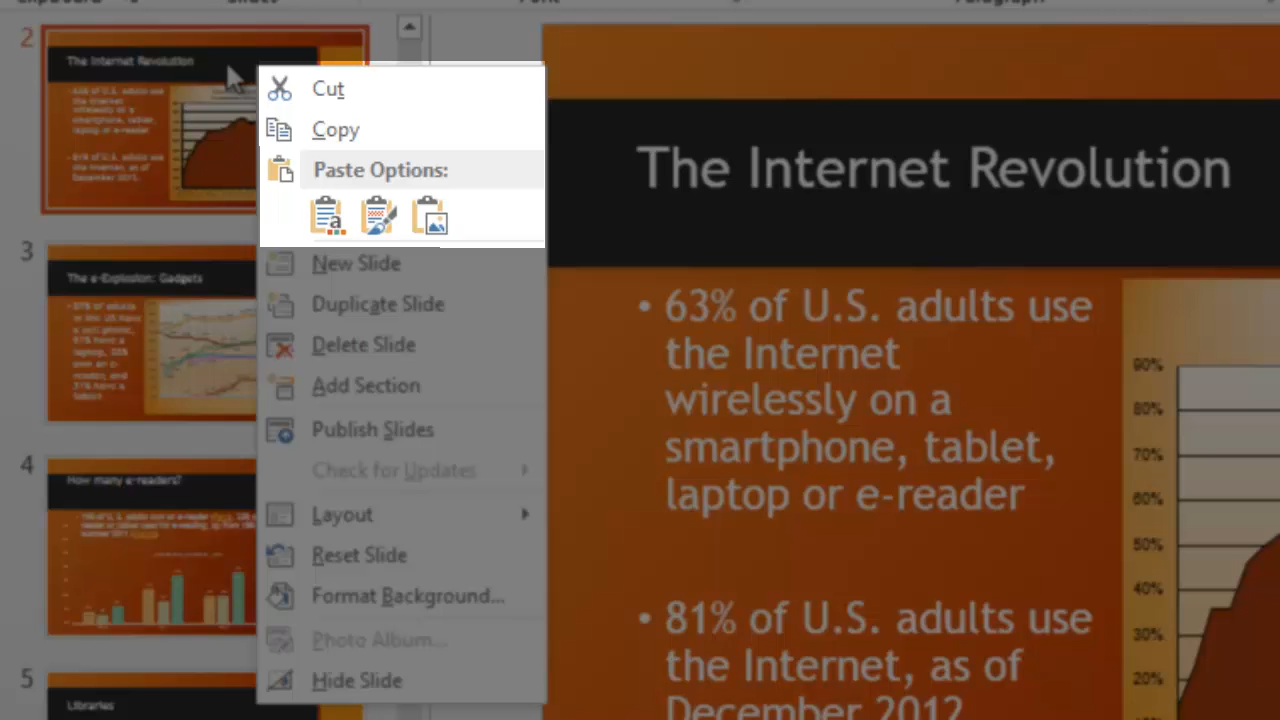 2
The Internet Revolution
3
The e-Explosion: Gadgets
4
How many e-readers?
5
Libraries
Cut
Copy
Paste Options:
New Slide
Duplicate Slide
Delete Slide
Add Section
Publish Slides
Check for Updates
Layout
Reset Slide
Format Background...
Photo Album...
Hide Slide
The Internet Revolution
• 63% of U.S. adults use
the Internet
wirelessly on a
smartphone, tablet,
laptop or e-reader
• 81% of U.S. adults use
the Internet, as of
December 2012
90%
80%
70%
60%
50%
40%
30%
20%